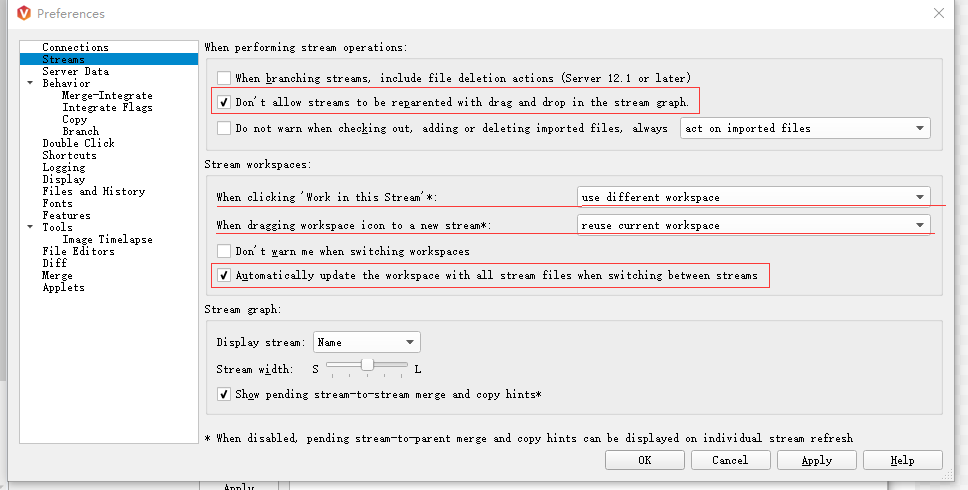 Preferences
Connections
Streams
Server Data
Behavior
Merge-Integrate
Integrate Flags
Copy
Branch
Double Click
Shortcuts
Logging
Display
Files and History
Fonts
Features
Tools
Image Timelapse
File Editors
Diff
Merge
Applets
When performing stream operations:
When branching streams, include file deletion actions (Server 12.1 or later)
Don't allow streams to be reparented with drag and drop in the stream graph.
Do not warn when checking out, adding or deleting imported files, always act on imported files
Stream workspaces:
When clicking 'Work in this Stream'*: use different workspace
When dragging workspace icon to a new stream*: reuse current workspace
Don't warn me when switching workspaces
Automatically update the workspace with all stream files when switching between streams
Stream graph:
Display stream: Name
Stream width: S L
Show pending stream-to-stream merge and copy hints*
* When disabled, pending stream-to-parent merge and copy hints can be displayed on individual stream refresh
OK Cancel Apply Help
Apply